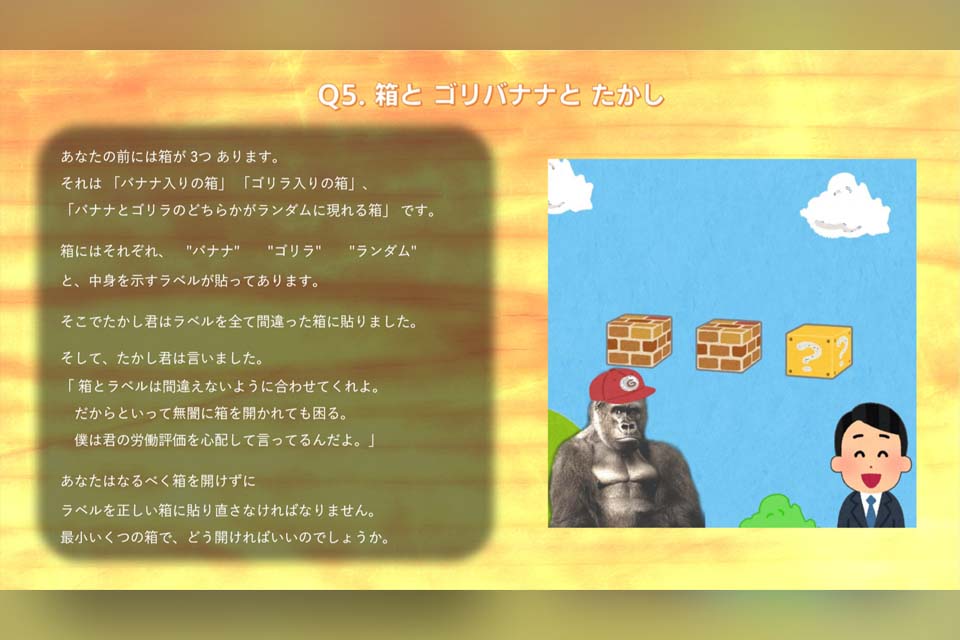 Q5. 箱と ゴリバナナと たかし
あなたの前には箱が 3つ あります。
それは 「バナナ入りの箱」 「ゴリラ入りの箱」、
「バナナとゴリラのどちらかがランダムに現れる箱」 です。
箱にはそれぞれ、 "バナナ" "ゴリラ" "ランダム"
と、中身を示すラベルが貼ってあります。
そこでたかし君はラベルを全て間違った箱に貼りました。
そして、たかし君は言いました。
「 箱とラベルは間違えないように合わせてくれよ。
だからといって無闇に箱を開かれても困る。
僕は君の労働評価を心配して言ってるんだよ。」
あなたはなるべく箱を開けずに
ラベルを正しい箱に貼り直さなければなりません。
最小いくつの箱で、どう開ければいいのでしょうか。
? ?
G